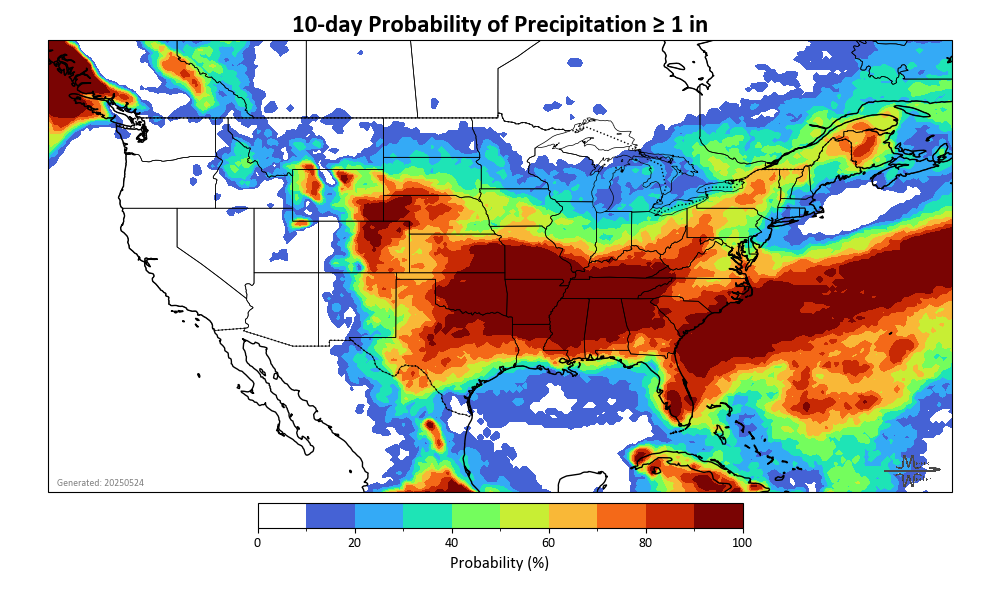 10-day Probability of Precipitation ≥ 1 in
Generated: 20250524
0 20 40 60 80 100
Probability (%)